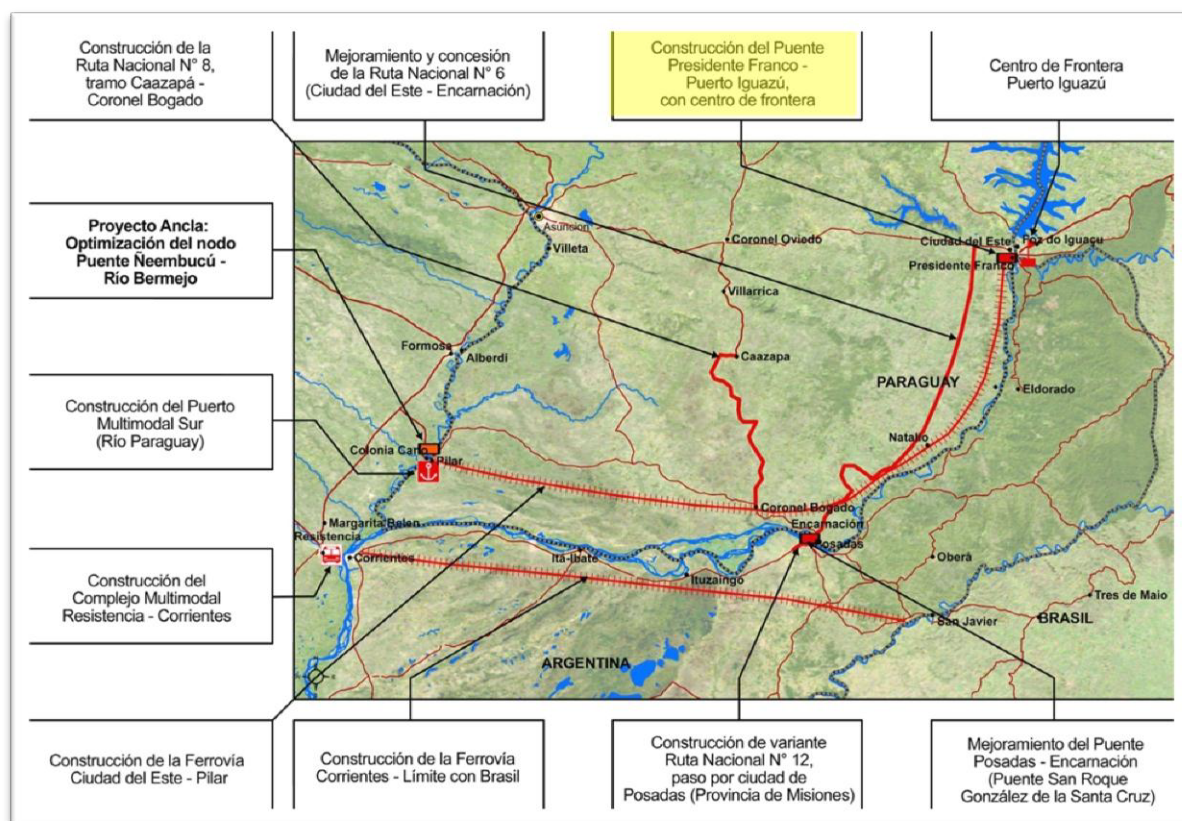 Construcción de la
Ruta Nacional N° 8,
tramo Caazapá -
Coronel Bogado
Mejoramiento y concesión
de la Ruta Nacional N° 6
(Ciudad del Este - Encarnación)
Construcción del Puente
Presidente Franco -
Puerto Iguazú,
con centro de frontera
Centro de Frontera
Puerto Iguazú
Proyecto Ancla:
Optimización del nodo
Puente Ñeembucú -
Río Bermejo
Construcción del Puerto
Multimodal Sur
(Río Paraguay)
Construcción del
Complejo Multimodal
Resistencia - Corrientes
Asunsion
Villeta
Coronel Oviedo
Ciudad del Este
Foz do Iguaçu
Presidente Franco
Villarrica
Formosa
Alberdi
Caazapa
PARAGUAY
Eldorado
Natalio
Colonia Cano
Pilar
Coronel Bogado
Encarnación
Posadas
Margarita Belen
Resistencia
Corrientes
Itá-Ibate
Ituzaingó
Oberá
Tres de Maio
San Javier
BRASIL
ARGENTINA
Construcción de la Ferrovía
Ciudad del Este - Pilar
Construcción de la Ferrovía
Corrientes - Límite con Brasil
Construcción de variante
Ruta Nacional N° 12,
paso por ciudad de
Posadas (Provincia de Misiones)
Mejoramiento del Puente
Posadas - Encarnación
(Puente San Roque
González de la Santa Cruz)